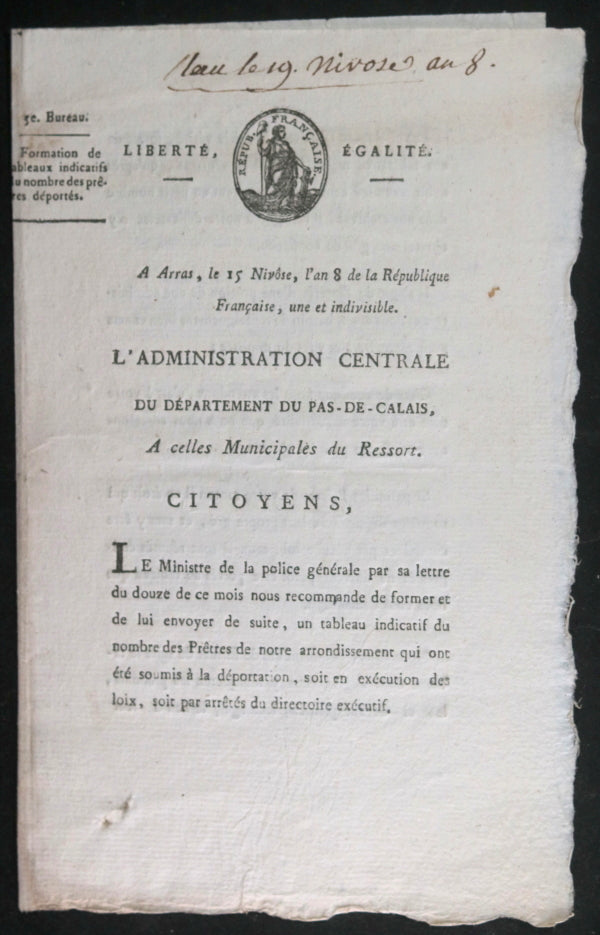 Lau le 19. Nivose an 8.
5e. Bureau.
Formation de
ableaux indicatifs
u nombre des prê-
res déportés.
LIBERTÉ,
RÉPUB. FRANÇAISE.
ÉGALITÉ.
A Arras, le 15 Nivôse, l'an 8 de la République
Française, une et indivisible.
L'ADMINISTRATION CENTRALE
DU DÉPARTEMENT DU PAS-DE-CALAIS,
A celles Municipales du Ressort.
CITOYENS,
LE Ministre de la police générale par sa lettre
du douze de ce mois nous recommande de former et
de lui envoyer de suite, un tableau indicatif du
nombre des Prêtres de notre arrondissement qui ont
été soumis à la déportation, soit en exécution des
loix, soit par arrêtés du directoire exécutif.